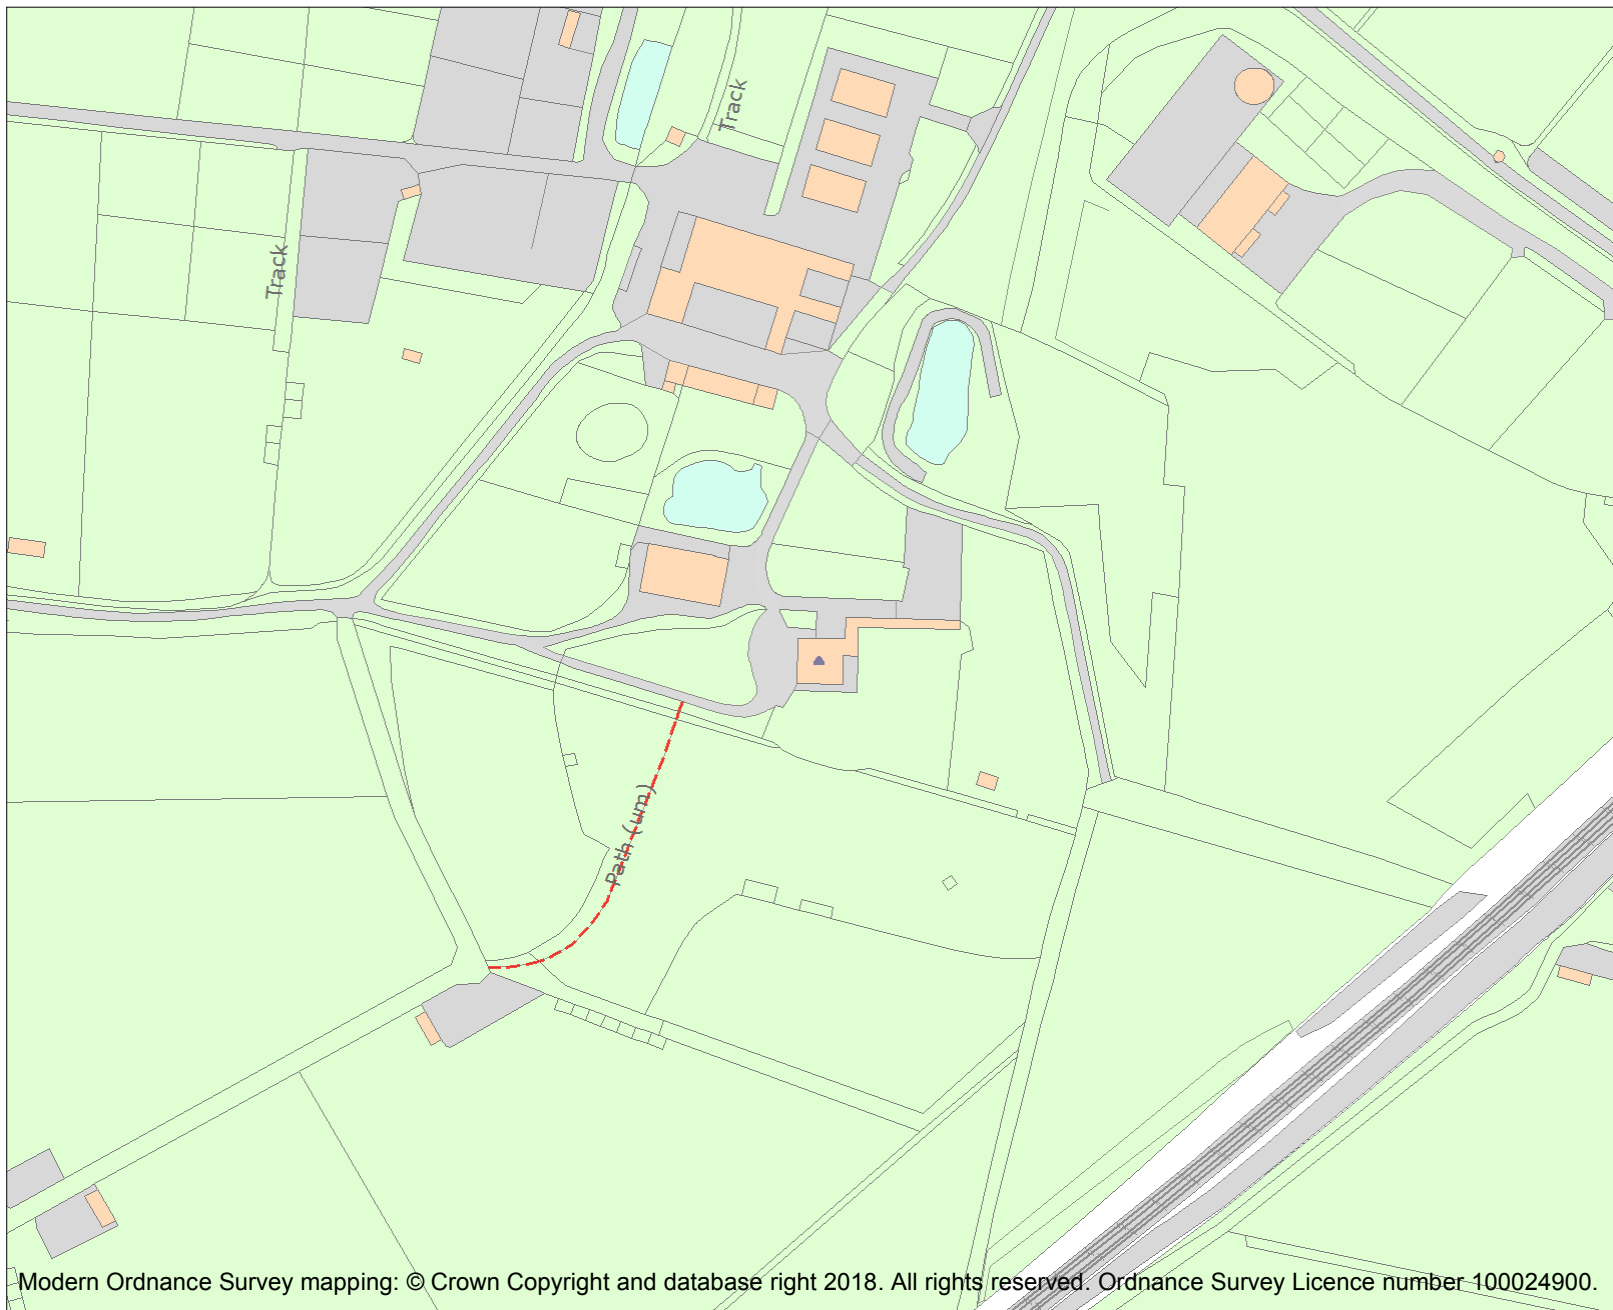 Track
Track
Path (um)
Modern Ordnance Survey mapping: © Crown Copyright and database right 2018. All rights reserved. Ordnance Survey Licence number 100024900.